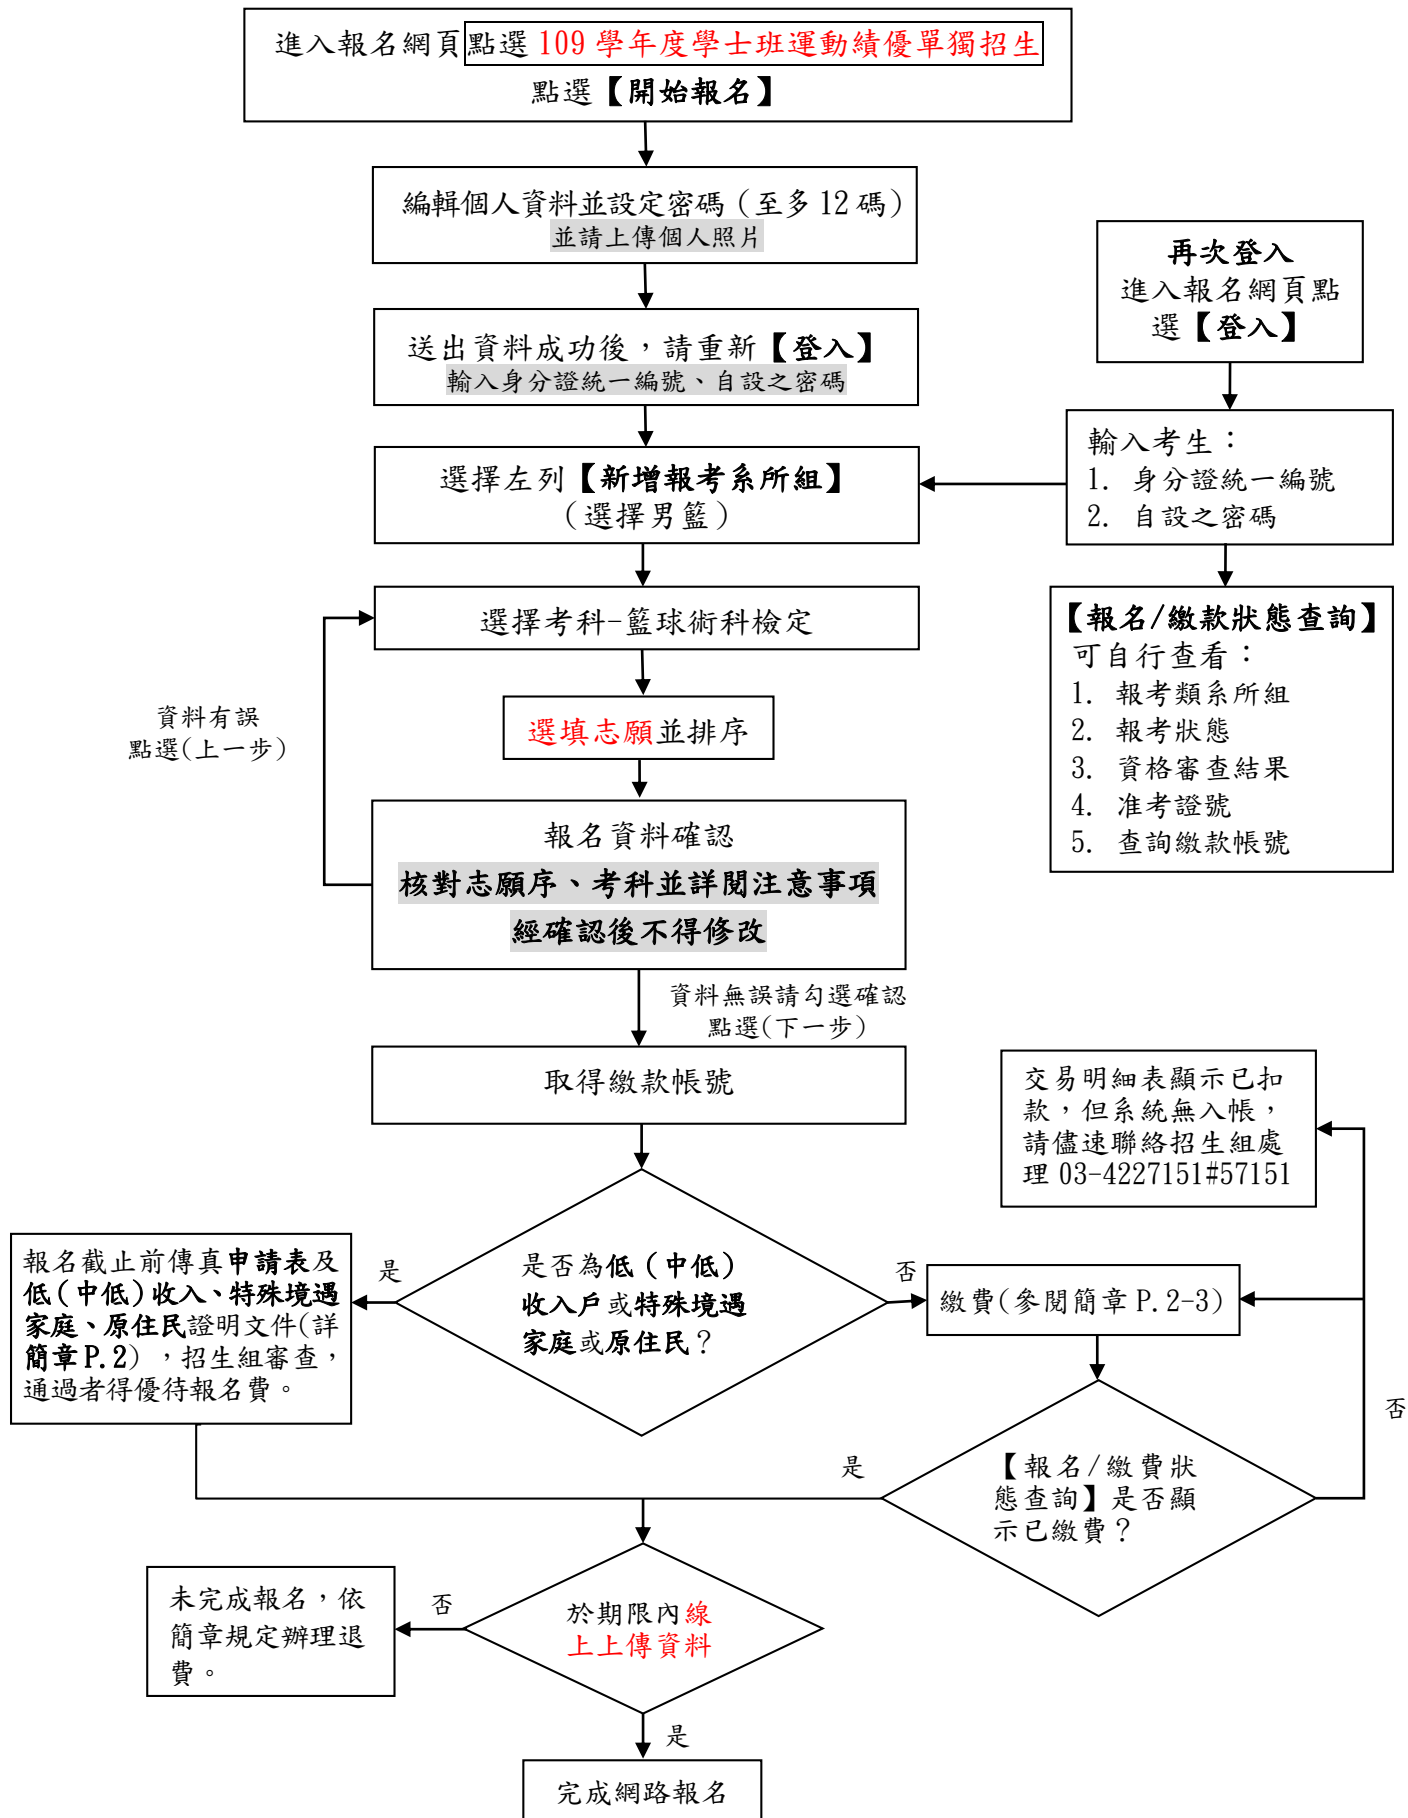 進入報名網頁點選 109 學年度學士班運動績優單獨招生
點選【開始報名】
編輯個人資料並設定密碼（至多 12 碼）
並請上傳個人照片
再次登入
進入報名網頁點
選【登入】
送出資料成功後，請重新【登入】
輸入身分證統一編號、自設之密碼
輸入考生：
1. 身分證統一編號
2. 自設之密碼
選擇左列【新增報考系所組】
（選擇男籃）
選擇考科-籃球術科檢定
【報名/繳款狀態查詢】
可自行查看：
1. 報考類系所組
2. 報考狀態
3. 資格審查結果
4. 准考證號
5. 查詢繳款帳號
資料有誤
點選(上一步)
選填志願並排序
報名資料確認
核對志願序、考科並詳閱注意事項
經確認後不得修改
資料無誤請勾選確認
點選(下一步)
取得繳款帳號
交易明細表顯示已扣
款，但系統無入帳，
請儘速聯絡招生組處
理 03-4227151#57151
報名截止前傳真申請表及
低(中低)收入、特殊境遇
家庭、原住民證明文件(詳
簡章 P.2)，招生組審查，
通過者得優待報名費。
是
是否為低（中低）
收入戶或特殊境遇
家庭或原住民？
否
繳費(參閱簡章 P.2-3)
否
是
【報名/繳費狀
態查詢】是否顯
示已繳費？
未完成報名，依
簡章規定辦理退
費。
否
於期限內線
上上傳資料
是
完成網路報名